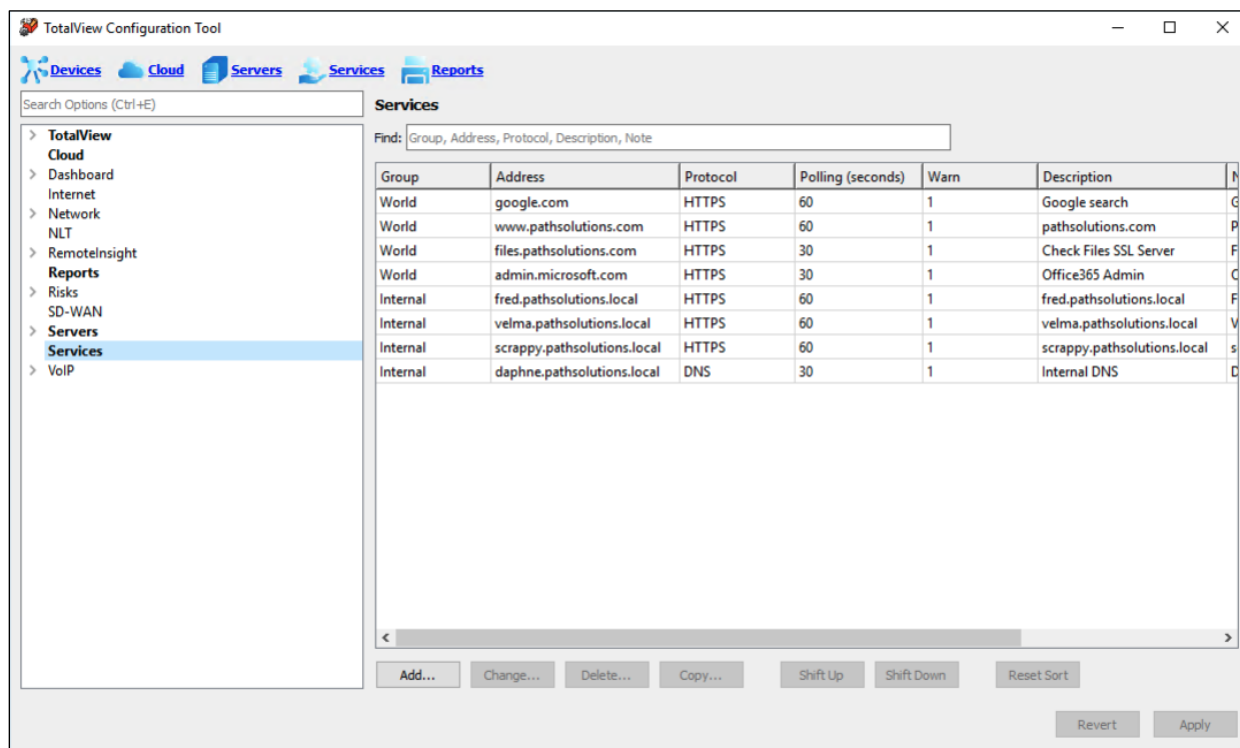 TotalView Configuration Tool
Devices Cloud Servers Services Reports
Search Options (Ctrl+E)
TotalView
Cloud
Dashboard
Internet
Network
NLT
RemoteInsight
Reports
Risks
SD-WAN
Servers
Services
VoIP
Services
Find: Group, Address, Protocol, Description, Note
Group Address Protocol Polling (seconds) Warn Description
World google.com HTTPS 60 1 Google search
World www.pathsolutions.com HTTPS 60 1 pathsolutions.com
World files.pathsolutions.com HTTPS 30 1 Check Files SSL Server
World admin.microsoft.com HTTPS 30 1 Office365 Admin
Internal fred.pathsolutions.local HTTPS 60 1 fred.pathsolutions.local
Internal velma.pathsolutions.local HTTPS 60 1 velma.pathsolutions.local
Internal scrappy.pathsolutions.local HTTPS 60 1 scrappy.pathsolutions.local
Internal daphne.pathsolutions.local DNS 30 1 Internal DNS
Add... Change... Delete... Copy... Shift Up Shift Down Reset Sort
Revert Apply